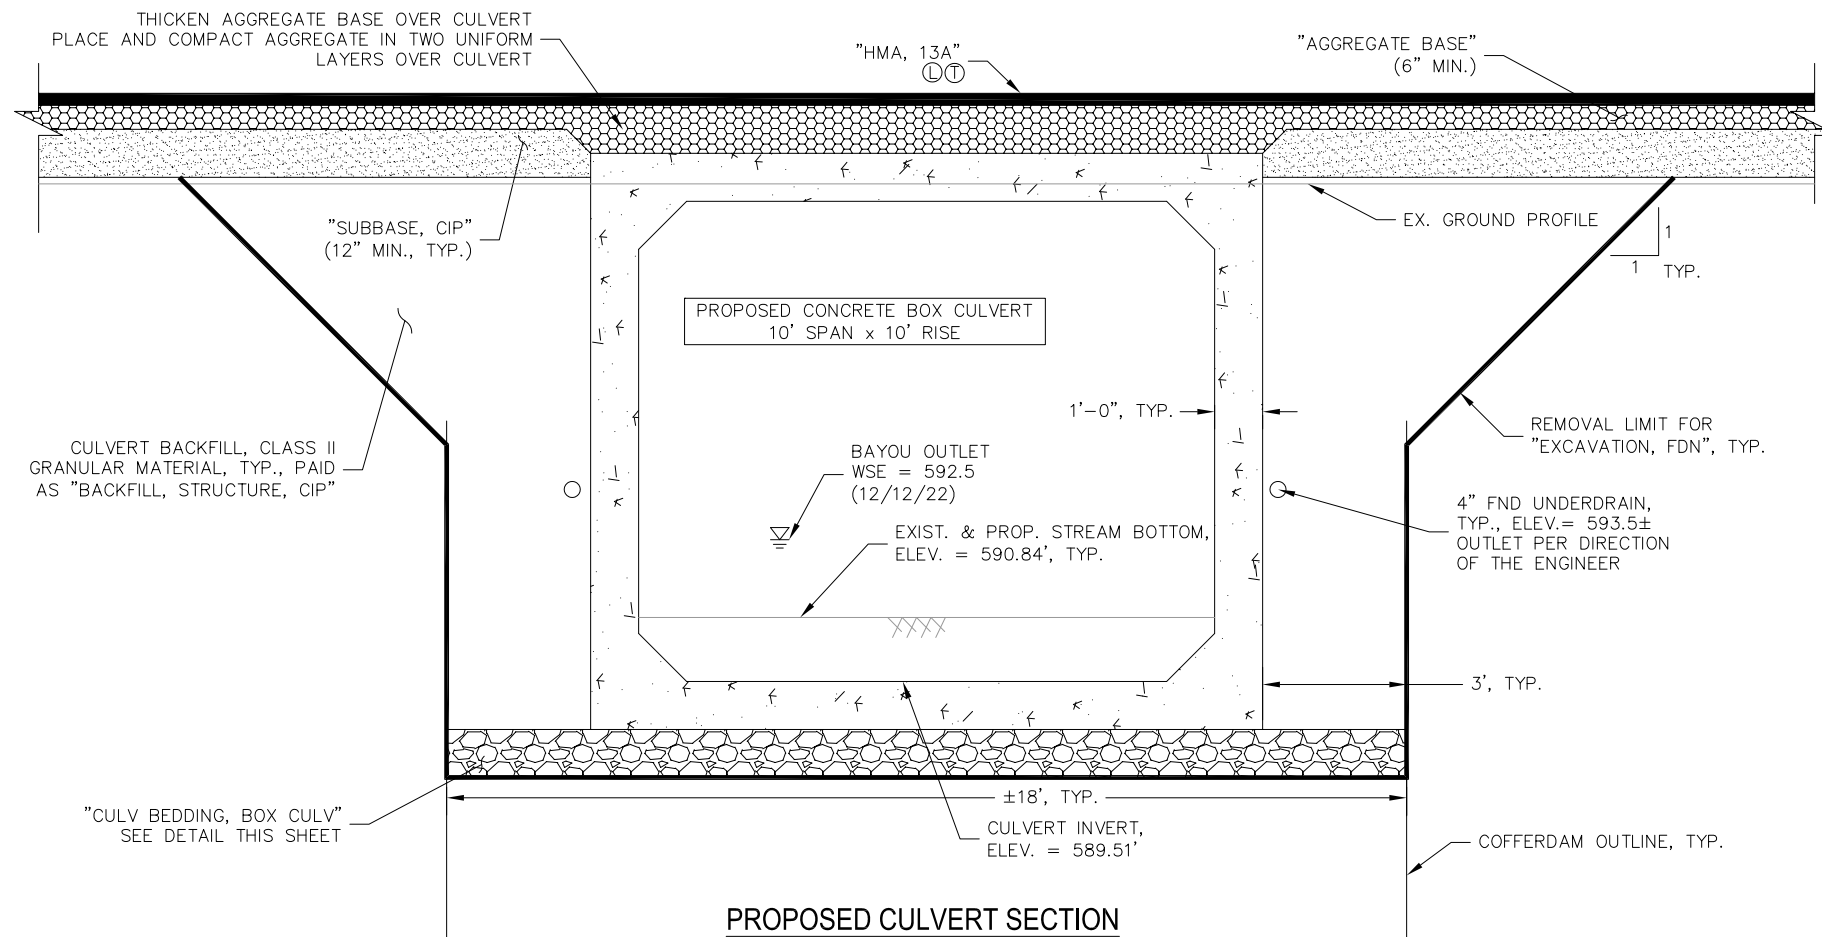 THICKEN AGGREGATE BASE OVER CULVERT
PLACE AND COMPACT AGGREGATE IN TWO UNIFORM
LAYERS OVER CULVERT
"HMA, 13A"
Ⓛ Ⓣ
"AGGREGATE BASE"
(6" MIN.)
"SUBBASE, CIP"
(12" MIN., TYP.)
EX. GROUND PROFILE
1
1
TYP.
PROPOSED CONCRETE BOX CULVERT
10' SPAN x 10' RISE
1'-0", TYP.
CULVERT BACKFILL, CLASS II
GRANULAR MATERIAL, TYP., PAID
AS "BACKFILL, STRUCTURE, CIP"
BAYOU OUTLET
WSE = 592.5
(12/12/22)
REMOVAL LIMIT FOR
"EXCAVATION, FDN", TYP.
4" FND UNDERDRAIN,
TYP., ELEV.= 593.5±
OUTLET PER DIRECTION
OF THE ENGINEER
EXIST. & PROP. STREAM BOTTOM,
ELEV. = 590.84', TYP.
3', TYP.
±18', TYP.
"CULV BEDDING, BOX CULV"
SEE DETAIL THIS SHEET
CULVERT INVERT,
ELEV. = 589.51'
COFFERDAM OUTLINE, TYP.
PROPOSED CULVERT SECTION